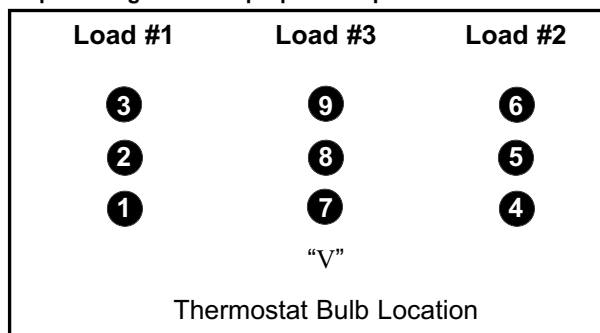 Load #1 Load #3 Load #2
3 9 6
2 8 5
1 7 4
“V”
Thermostat Bulb Location